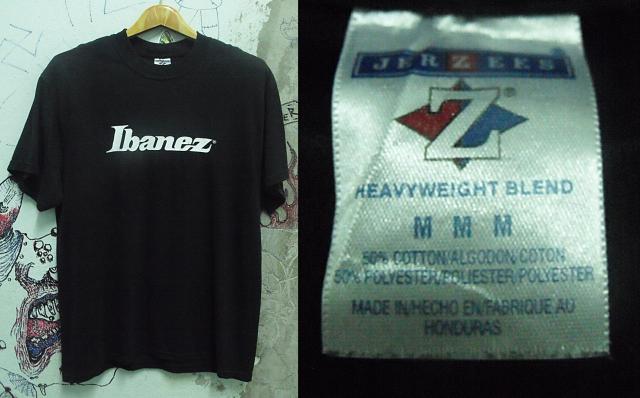 Ibanez®
JERZEES®
Z®
HEAVYWEIGHT BLEND
M M M
50% COTTON/ALGODON/COTON
50% POLYESTER/POLIESTER/POLYESTER
MADE IN/HECHO EN/FABRIQUE AU
HONDURAS